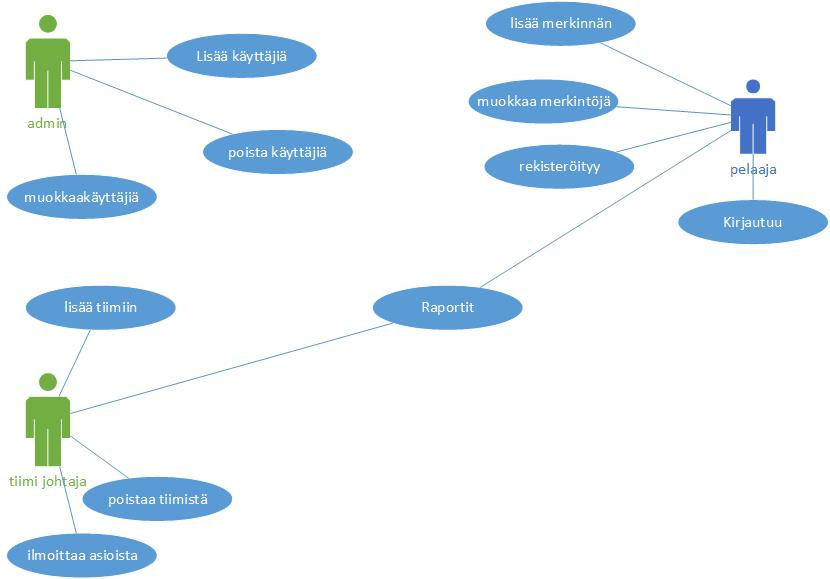 lisää merkinnän
Lisää käyttäjiä
muokkaa merkintöjä
admin
poista käyttäjiä
rekisteröityy
pelaaja
muokkaakäyttäjiä
Kirjautuu
lisää tiimiin
Raportit
tiimi johtaja
poistaa tiimistä
ilmoittaa asioista